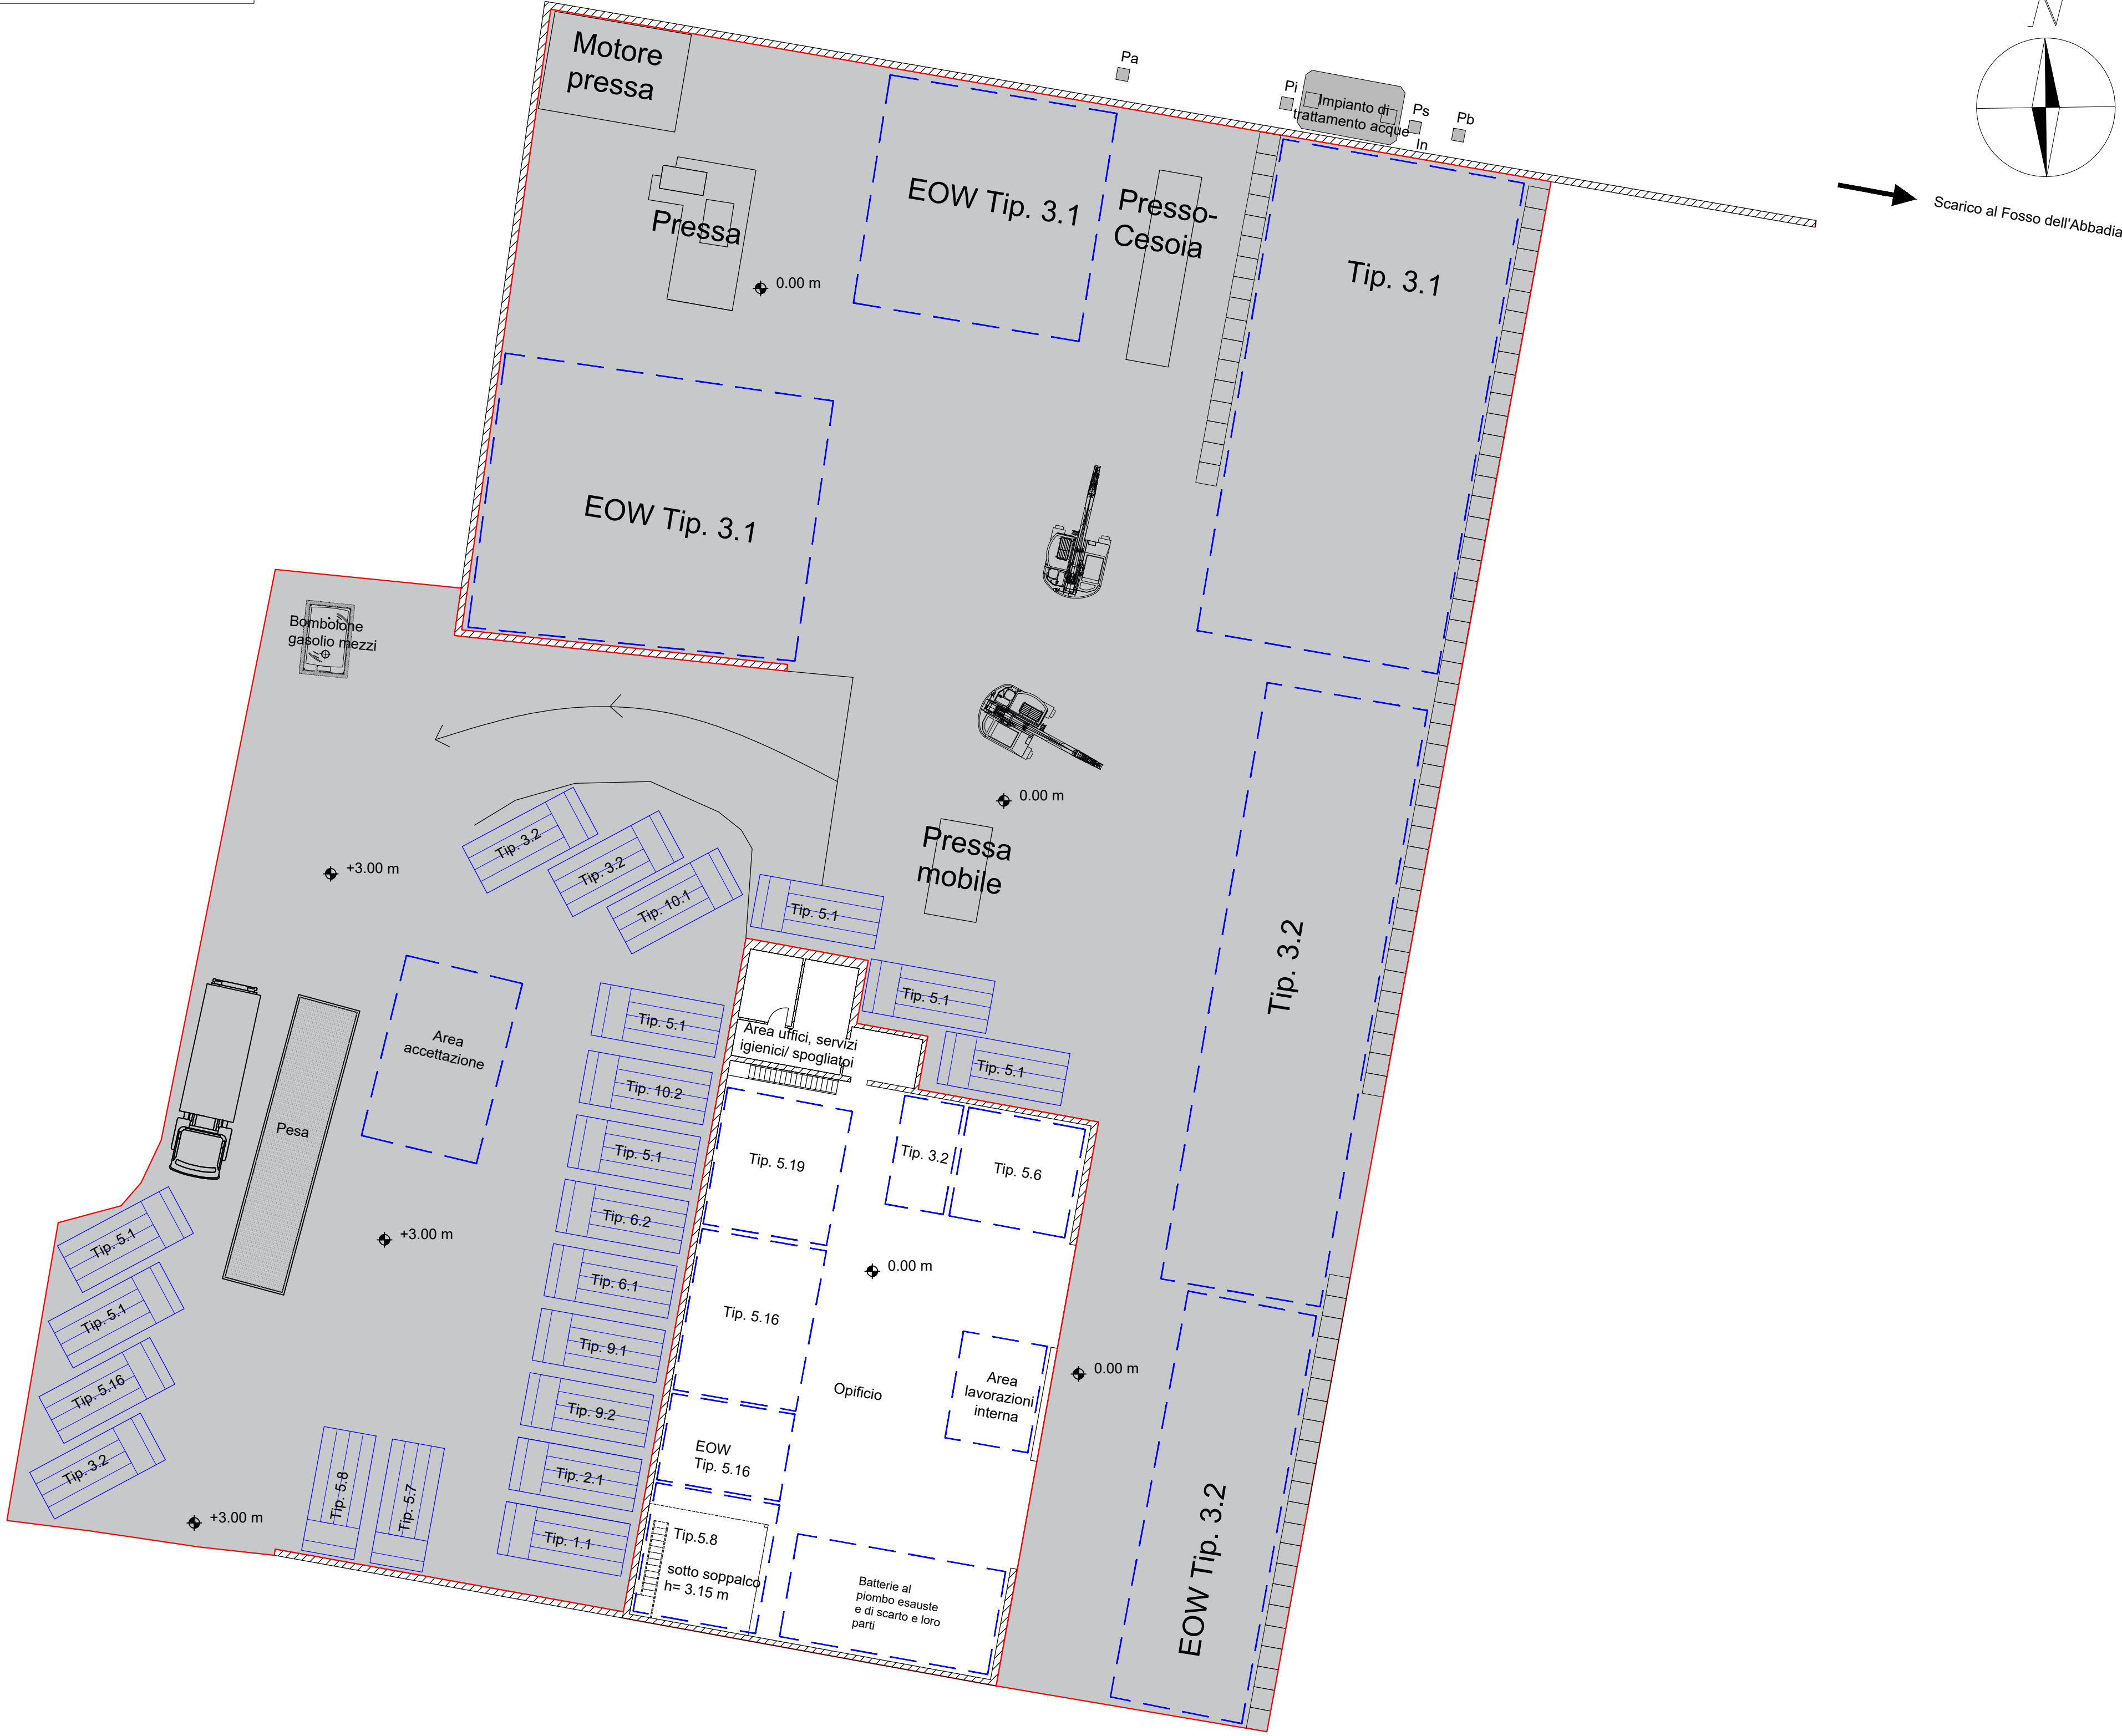 N
Motore
pressa
Pa
Pi
Impianto di
trattamento acque
Ps
In
Pb
Scarico al Fosso dell'Abbadia
EOW Tip. 3.1
Presso-
Cesoia
Tip. 3.1
Pressa
0.00 m
EOW Tip. 3.1
Bombolone
gasolio mezzi
0.00 m
Pressa
mobile
Tip. 3.2
Tip. 3.2
Tip. 10.1
+3.00 m
Tip. 5.1
Tip. 5.1
Tip. 5.1
Tip. 3.2
Area
accettazione
Tip. 5.1
Area uffici, servizi
igienici/ spogliatoi
Tip. 10.2
Pesa
Tip. 5.1
Tip. 5.19
Tip. 3.2
Tip. 5.6
Tip. 6.2
+3.00 m
0.00 m
Tip. 5.1
Tip. 6.1
Tip. 5.1
Tip. 5.16
Tip. 9.1
Tip. 5.16
Opificio
Area
lavorazioni
interna
0.00 m
Tip. 9.2
Tip. 3.2
EOW
Tip. 5.16
Tip. 2.1
Tip. 5.8
Tip. 5.7
+3.00 m
Tip. 1.1
Tip.5.8
sotto soppalco
h= 3.15 m
Batterie al
piombo esauste
e di scarto e loro
parti
EOW Tip. 3.2